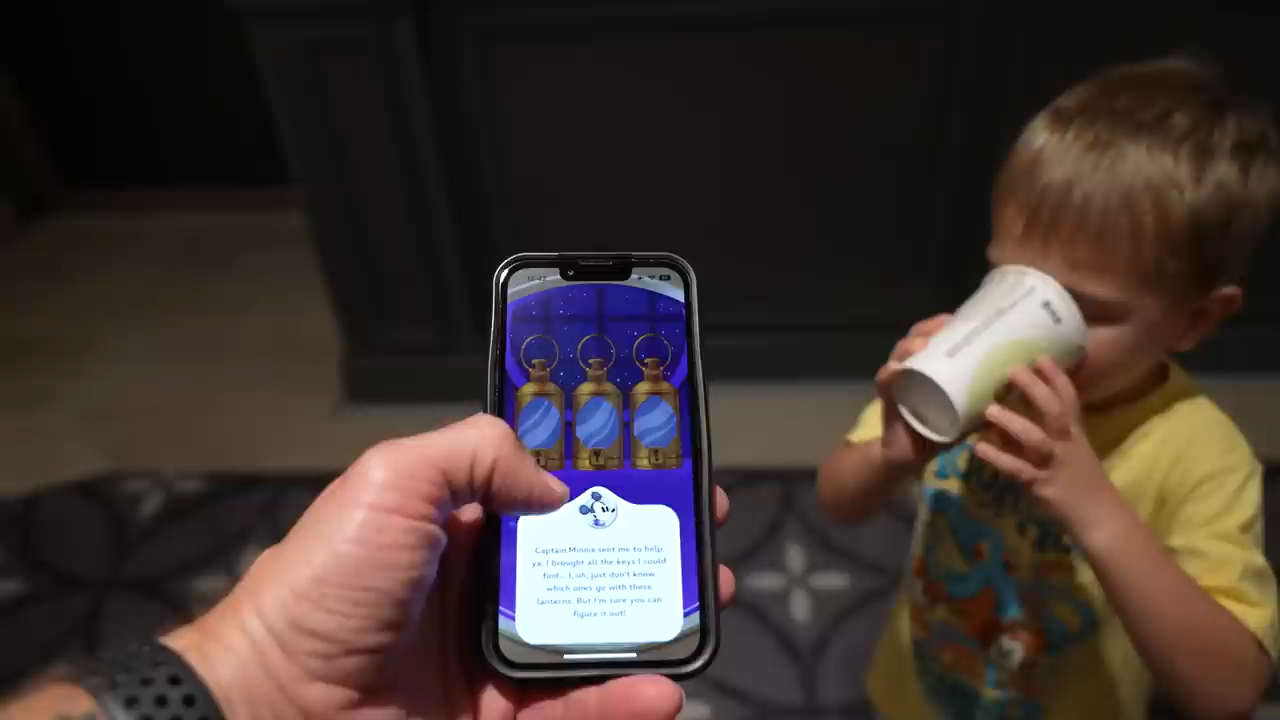 Captain Minnie sent me to help
ya. I brought all the keys I could
find... I, uh, just don't know
which ones go with these
lanterns. But I'm sure you can
figure it out!